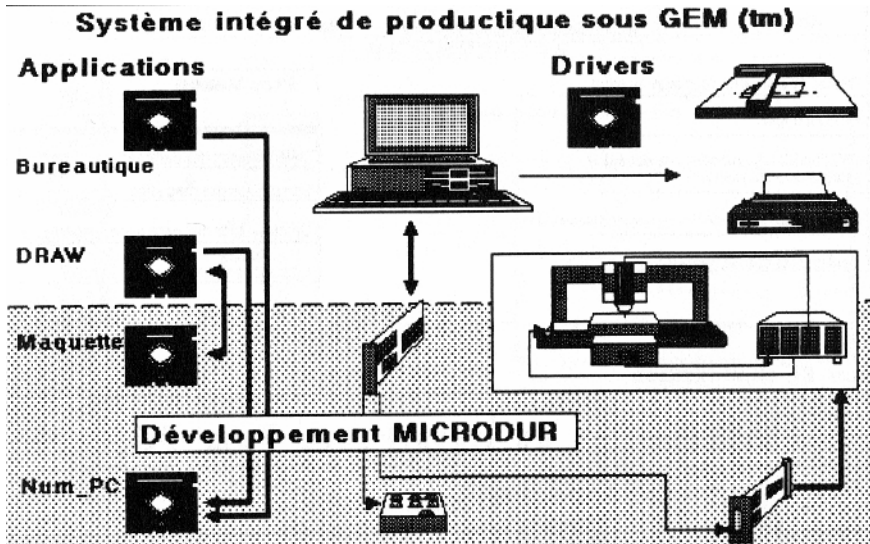 Système intégré de productique sous GEM (tm)
Applications
Drivers
Bureautique
DRAW
Maquette
Développement MICRODUR
Num_PC